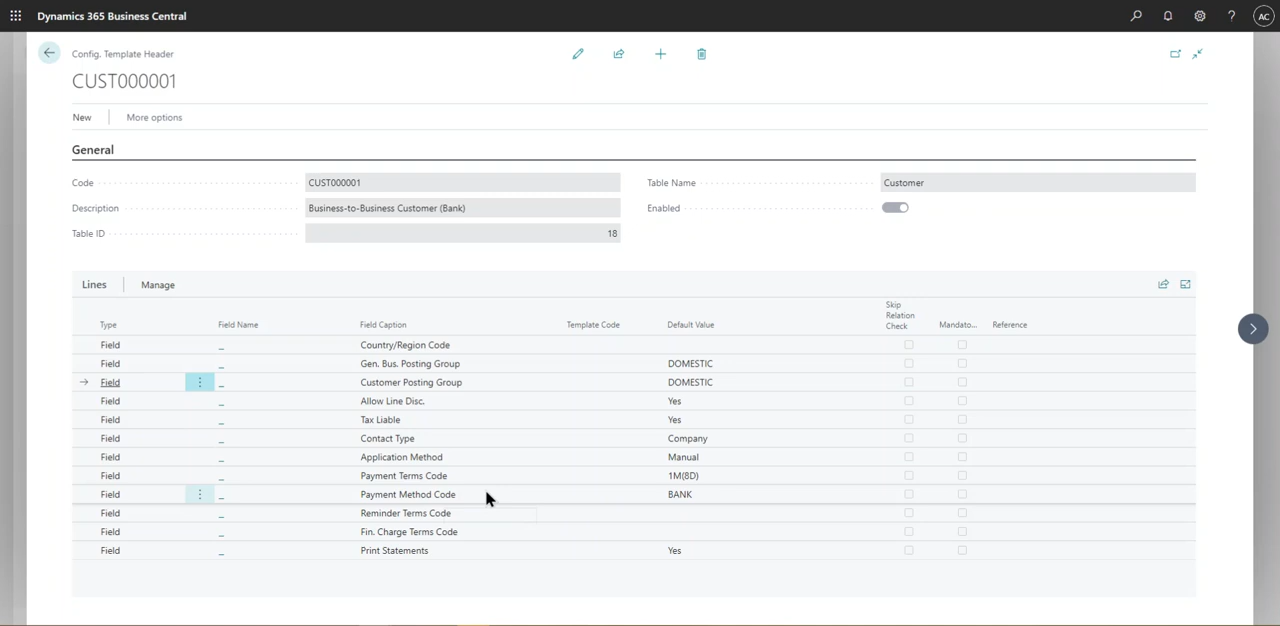 Dynamics 365 Business Central
?
AC
Config. Template Header
CUST000001
New
More options
General
Code
CUST000001
Table Name
Customer
Description
Business-to-Business Customer (Bank)
Enabled
Table ID
18
Lines
Manage
Type
Field Name
Field Caption
Template Code
Default Value
Skip
Relation
Check
Mandato...
Reference
Field _ Country/Region Code
Field _ Gen. Bus. Posting Group DOMESTIC
Field _ Customer Posting Group DOMESTIC
Field _ Allow Line Disc. Yes
Field _ Tax Liable Yes
Field _ Contact Type Company
Field _ Application Method Manual
Field _ Payment Terms Code 1M(8D)
Field _ Payment Method Code BANK
Field _ Reminder Terms Code
Field _ Fin. Charge Terms Code
Field _ Print Statements Yes